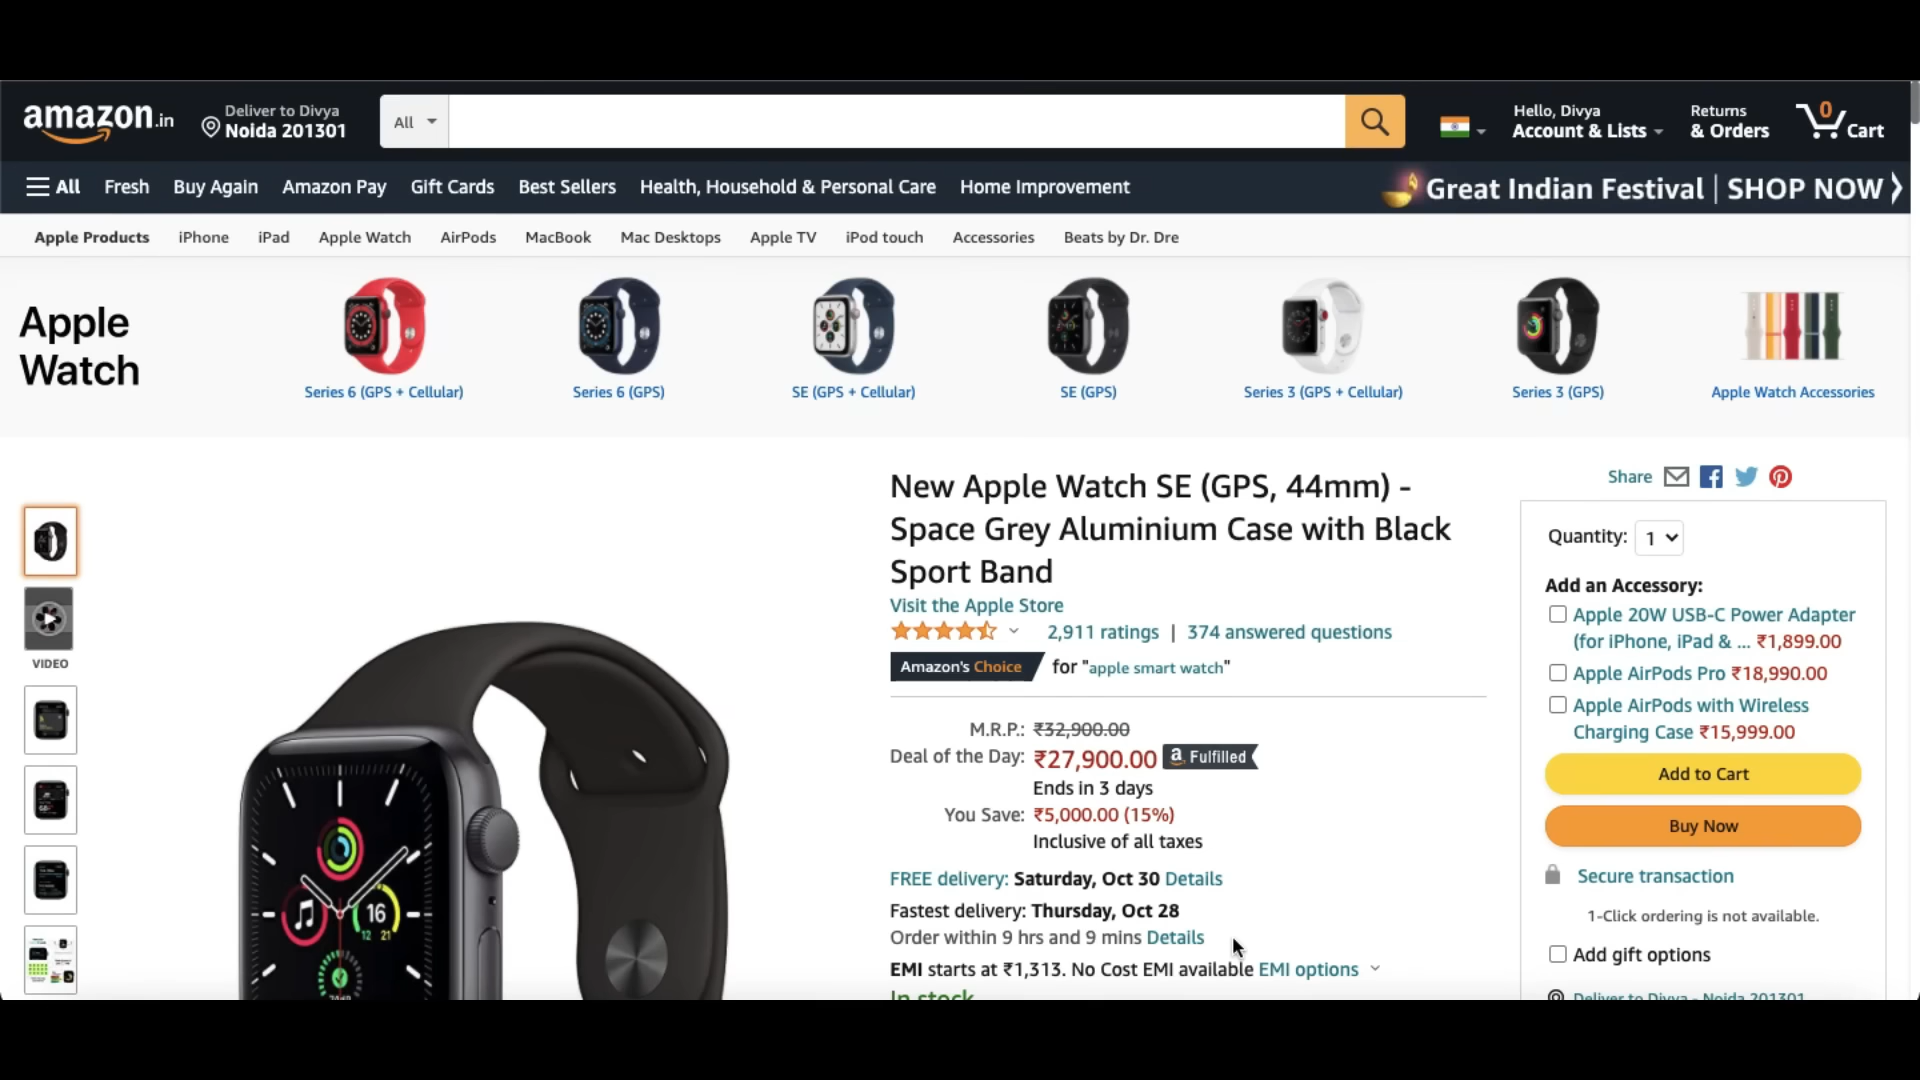 amazon.in
Deliver to Divya
Noida 201301
All
Hello, Divya
Account & Lists
Returns
& Orders
0
Cart
All Fresh Buy Again Amazon Pay Gift Cards Best Sellers Health, Household & Personal Care Home Improvement
Great Indian Festival | SHOP NOW
Apple Products iPhone iPad Apple Watch AirPods MacBook Mac Desktops Apple TV iPod touch Accessories Beats by Dr. Dre
Apple
Watch
Series 6 (GPS + Cellular) Series 6 (GPS) SE (GPS + Cellular) SE (GPS) Series 3 (GPS + Cellular) Series 3 (GPS) Apple Watch Accessories
VIDEO
16
12 21
New Apple Watch SE (GPS, 44mm) -
Space Grey Aluminium Case with Black
Sport Band
Visit the Apple Store
2,911 ratings | 374 answered questions
Amazon's Choice for "apple smart watch"
M.R.P.: ₹32,900.00
Deal of the Day: ₹27,900.00 a Fulfilled
Ends in 3 days
You Save: ₹5,000.00 (15%)
Inclusive of all taxes
FREE delivery: Saturday, Oct 30 Details
Fastest delivery: Thursday, Oct 28
Order within 9 hrs and 9 mins Details
EMI starts at ₹1,313. No Cost EMI available EMI options
In stock
Share
Quantity: 1
Add an Accessory:
Apple 20W USB-C Power Adapter
(for iPhone, iPad & ... ₹1,899.00
Apple AirPods Pro ₹18,990.00
Apple AirPods with Wireless
Charging Case ₹15,999.00
Add to Cart
Buy Now
Secure transaction
1-Click ordering is not available.
Add gift options
Deliver to Divya - Noida 201301